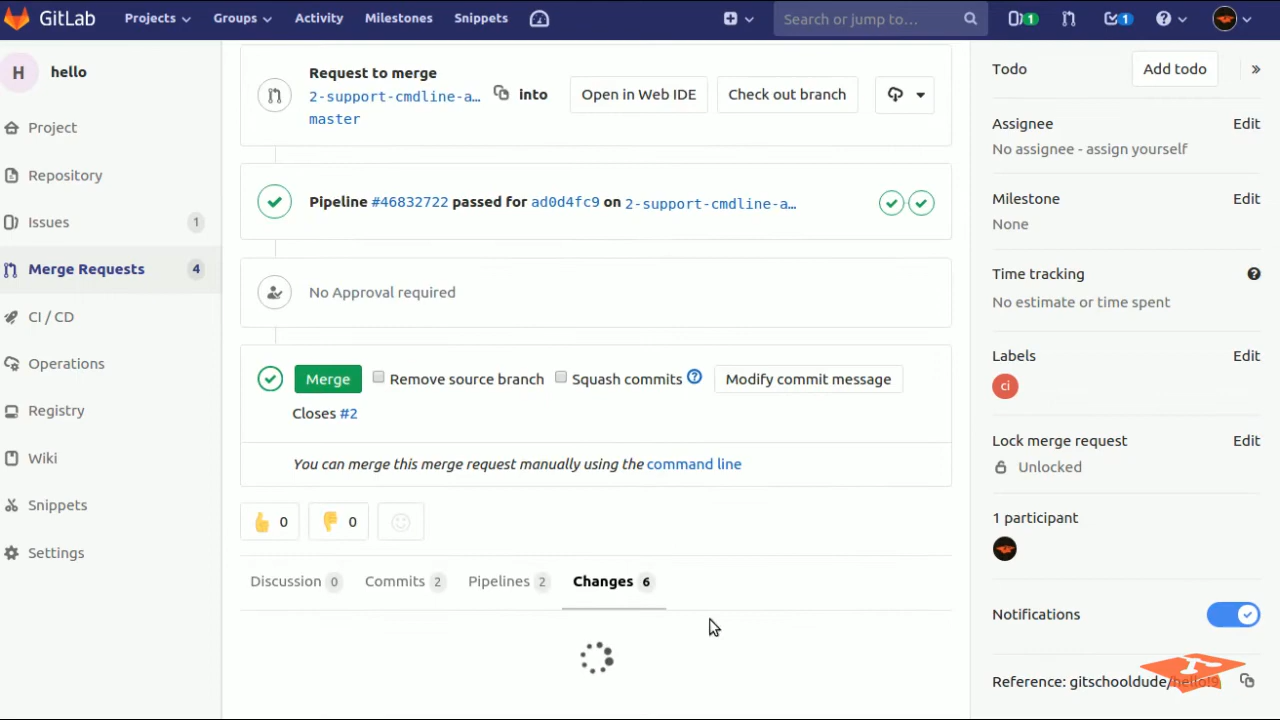 GitLab Projects Groups Activity Milestones Snippets Search or jump to… 1 1
H hello
Project
Repository
Issues 1
Merge Requests 4
CI / CD
Operations
Registry
Wiki
Snippets
Settings
Request to merge
2-support-cmdline-a… into
master
Open in Web IDE Check out branch
Pipeline #46832722 passed for ad0d4fc9 on 2-support-cmdline-a…
No Approval required
Merge Remove source branch Squash commits Modify commit message
Closes #2
You can merge this merge request manually using the command line
0 0
Discussion 0 Commits 2 Pipelines 2 Changes 6
Todo Add todo
Assignee Edit
No assignee - assign yourself
Milestone Edit
None
Time tracking
No estimate or time spent
Labels Edit
ci
Lock merge request Edit
Unlocked
1 participant
Notifications
Reference: gitschooldude/hello!9